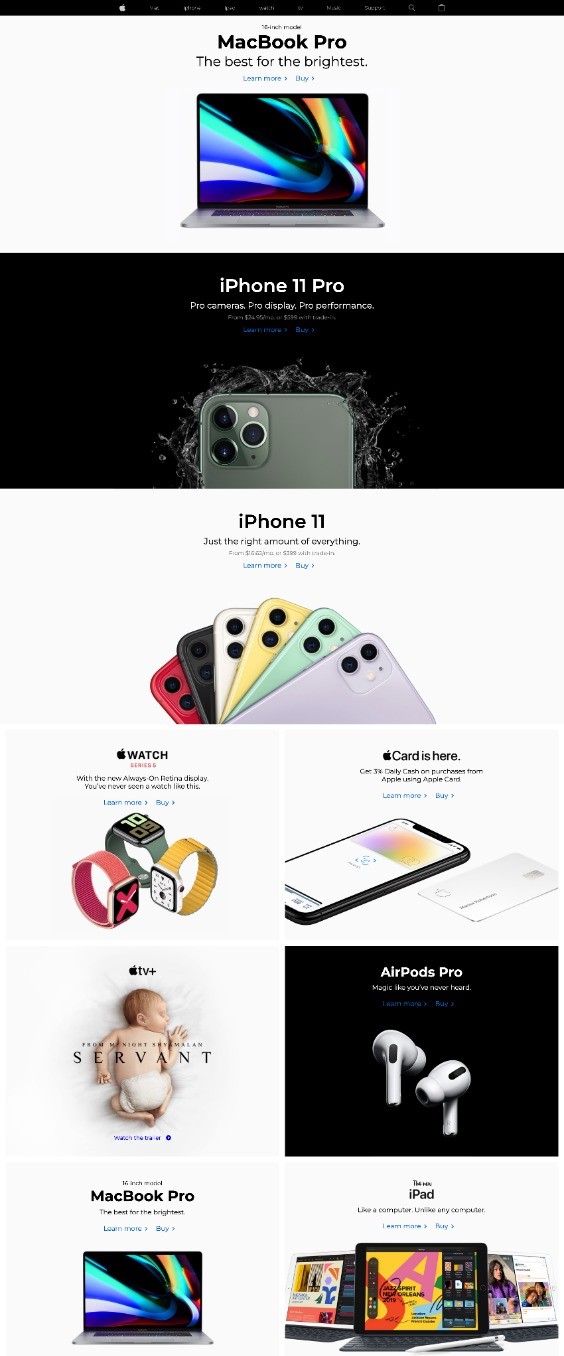 Mac iphone ipad watch tv Music Support
16-inch model
MacBook Pro
The best for the brightest.
Learn more > Buy >
iPhone 11 Pro
Pro cameras. Pro display. Pro performance.
From $24.95/mo. or $599 with trade-in.
Learn more > Buy >
iPhone 11
Just the right amount of everything.
From $16.62/mo. or $399 with trade-in.
Learn more > Buy >
WATCH
SERIES 5
With the new Always-On Retina display.
You've never seen a watch like this.
Learn more > Buy >
Card is here.
Get 3% Daily Cash on purchases from
Apple using Apple Card.
Learn more > Buy >
tv+
FROM M. NIGHT SHYAMALAN
SERVANT
Watch the trailer
AirPods Pro
Magic like you've never heard.
Learn more > Buy >
16-inch model
MacBook Pro
The best for the brightest.
Learn more > Buy >
The new
iPad
Like a computer. Unlike any computer.
Learn more > Buy >
JAZZ SPIRIT
NEW ORLEANS
2019